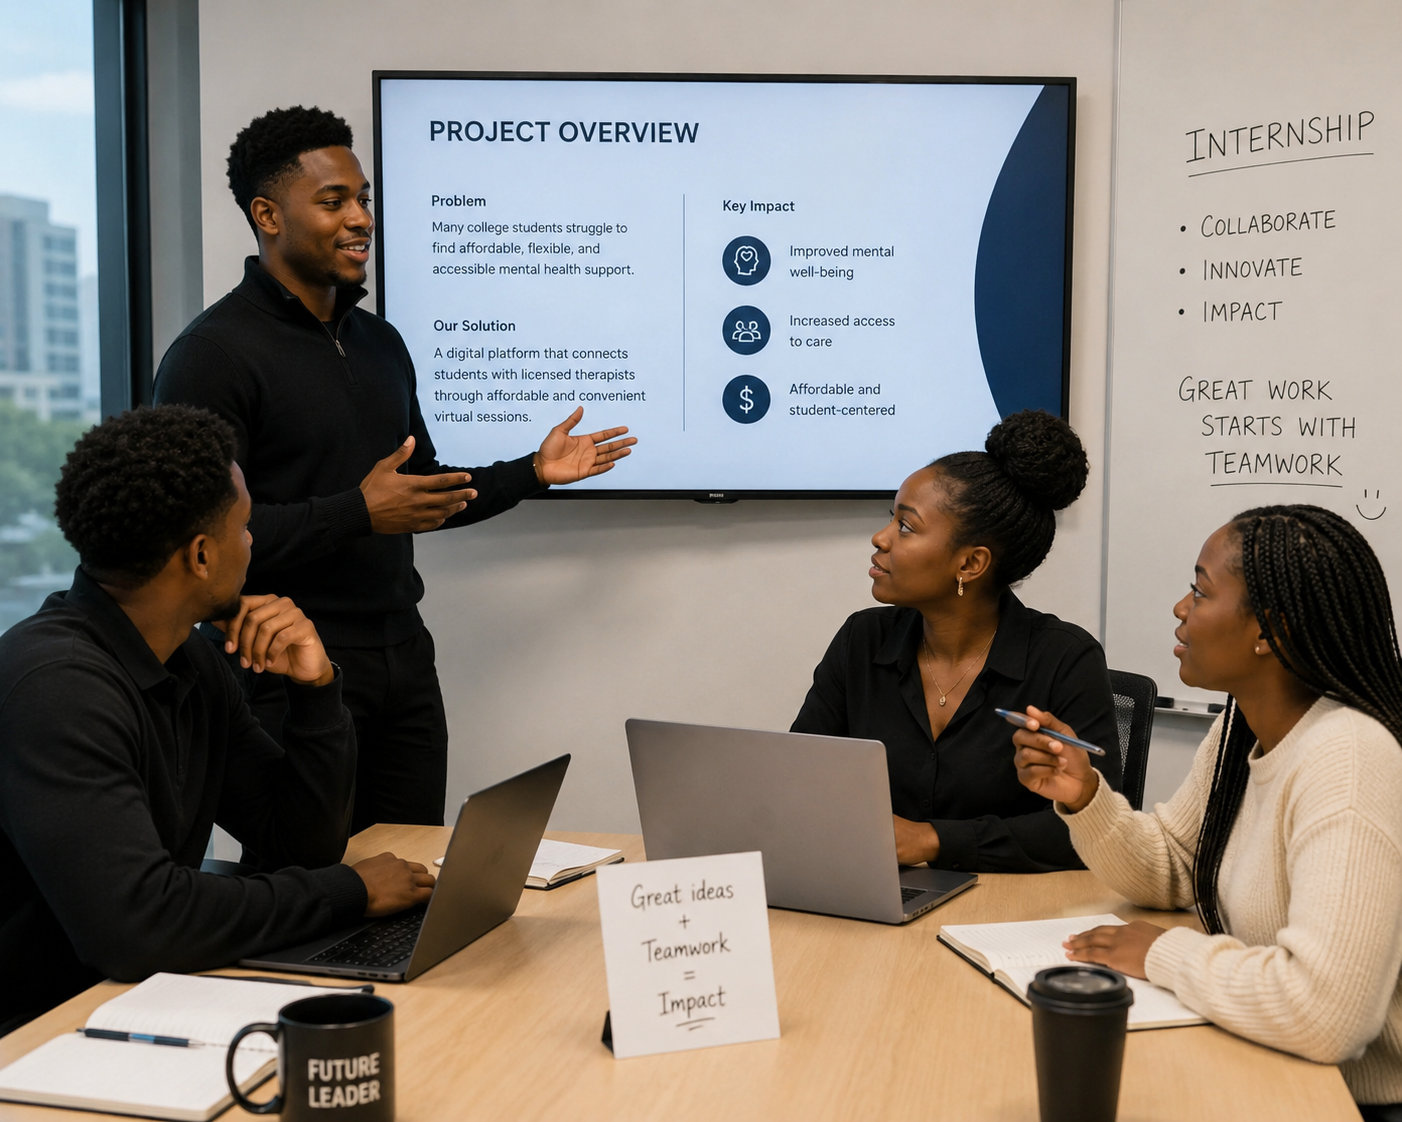 PROJECT OVERVIEW
Problem
Many college students struggle to
find affordable, flexible, and
accessible mental health support.
Our Solution
A digital platform that connects
students with licensed therapists
through affordable and convenient
virtual sessions.
Key Impact
Improved mental
well-being
Increased access
to care
$
Affordable and
student-centered
INTERNSHIP
• COLLABORATE
• INNOVATE
• IMPACT
GREAT WORK
STARTS WITH
TEAMWORK
Great ideas
+
Teamwork
=
Impact
FUTURE
LEADER